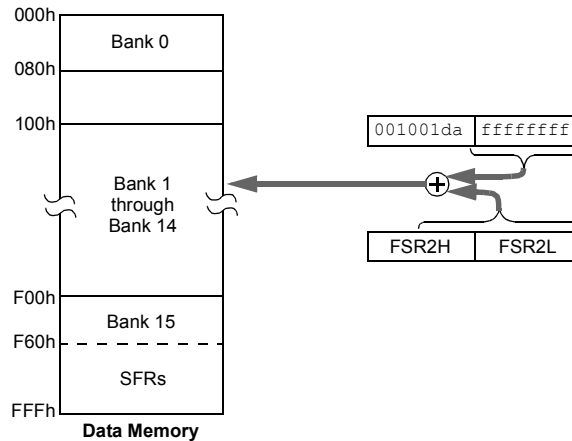 000h
Bank 0
080h
100h
001001da ffffffff
Bank 1
through
Bank 14
FSR2H FSR2L
F00h
Bank 15
F60h
SFRs
FFFh
Data Memory